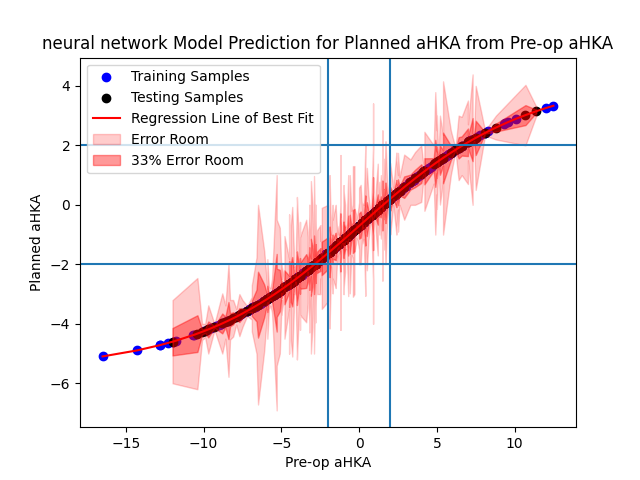 neural network Model Prediction for Planned aHKA from Pre-op aHKA
Training Samples
Testing Samples
Regression Line of Best Fit
Error Room
33% Error Room
4
2
0
−2
−4
−6
Planned aHKA
−15
−10
−5
0
5
10
Pre-op aHKA